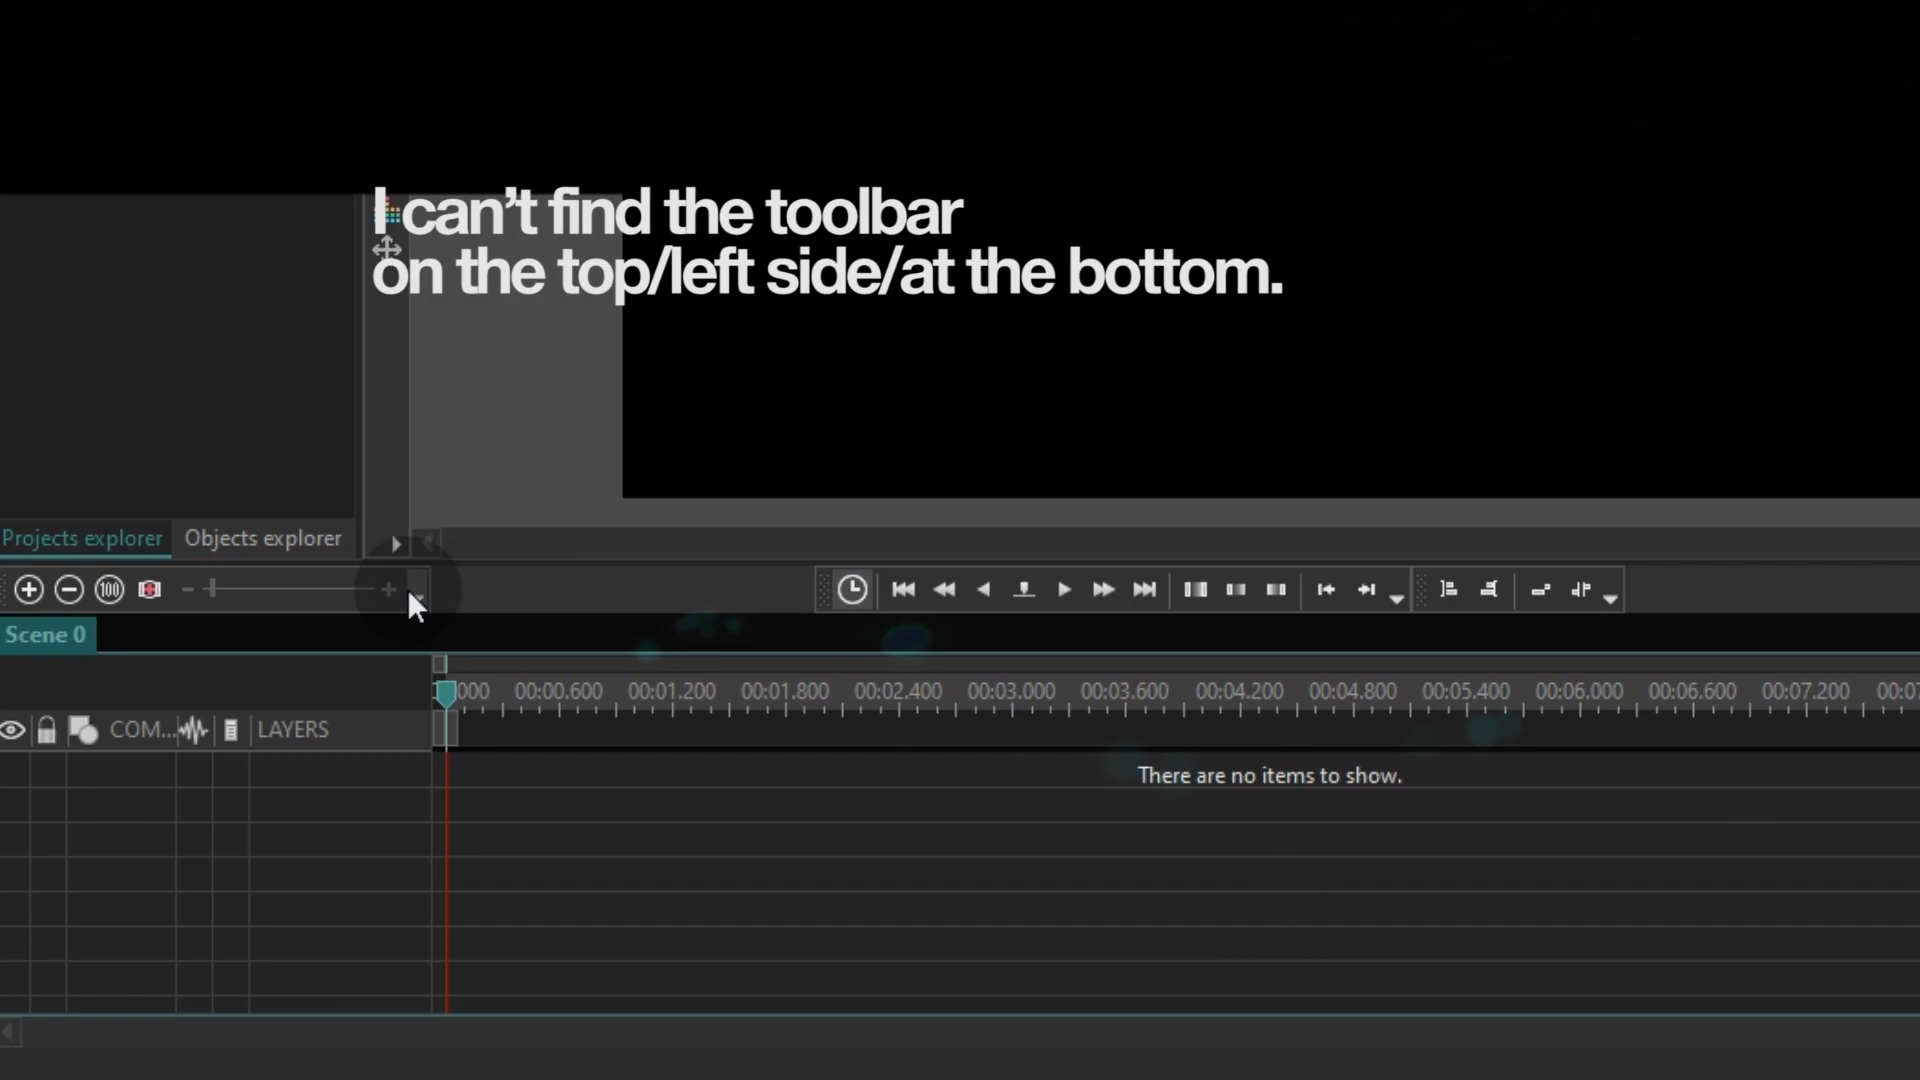 I can't find the toolbar
on the top/left side/at the bottom.
Projects explorer
Objects explorer
100
Scene 0
000 00:00.600 00:01.200 00:01.800 00:02.400 00:03.000 00:03.600 00:04.200 00:04.800 00:05.400 00:06.000 00:06.600 00:07.200 00:07
COM... LAYERS
There are no items to show.